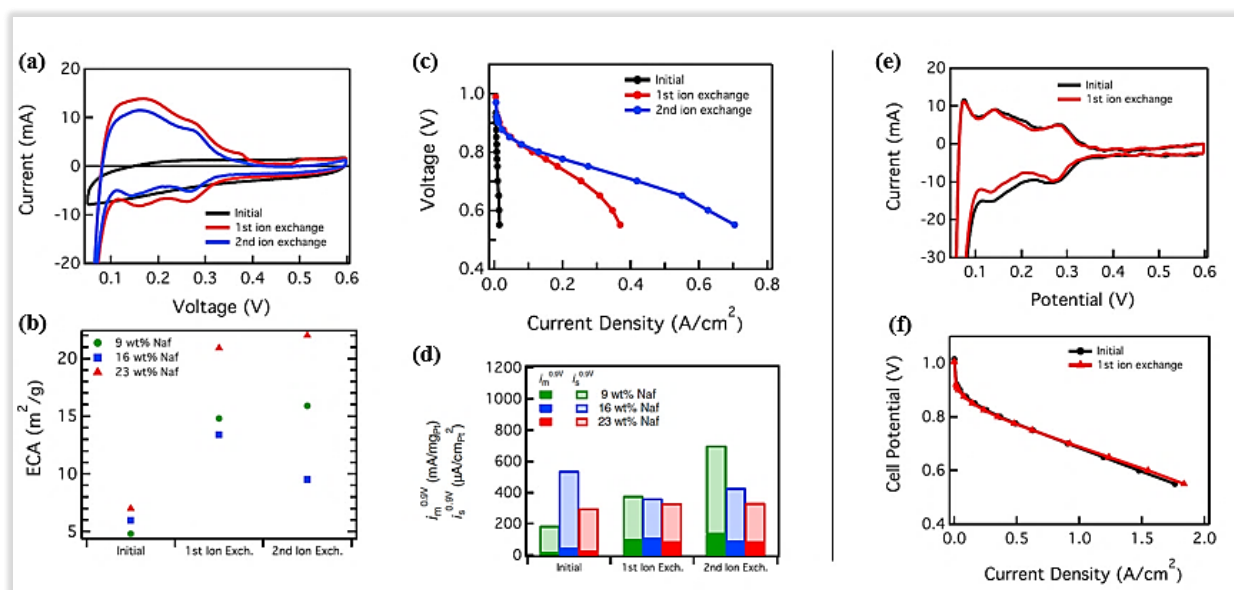 (a)
20
10
0
-10
-20
Current (mA)
Initial
1st ion exchange
2nd ion exchange
0.1 0.2 0.3 0.4 0.5 0.6
Voltage (V)
(b)
9 wt% Naf
16 wt% Naf
23 wt% Naf
20
15
10
5
ECA (m²/g)
Initial 1st Ion Exch. 2nd Ion Exch.
(c)
Initial
1st ion exchange
2nd ion exchange
1.0
0.8
0.6
0.4
Voltage (V)
0.0 0.2 0.4 0.6 0.8
Current Density (A/cm²)
(d)
1200
1000
800
600
400
200
0
iₘ⁰·⁹ⱽ iₛ⁰·⁹ⱽ
9 wt% Naf
16 wt% Naf
23 wt% Naf
iₘ⁰·⁹ⱽ (mA/mg_Pt)
iₛ⁰·⁹ⱽ (µA/cm_Pt²)
Initial 1st Ion Exch. 2nd Ion Exch.
(e)
20
10
0
-10
-20
-30
Current (mA)
Initial
1st ion exchange
0.1 0.2 0.3 0.4 0.5 0.6
Potential (V)
(f)
Initial
1st ion exchange
1.0
0.8
0.6
0.4
Cell Potential (V)
0.0 0.5 1.0 1.5 2.0
Current Density (A/cm²)